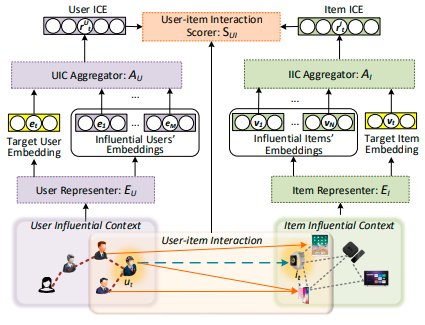 User ICE
Item ICE
r_t^U
User-item Interaction
Scorer: S_UI
r_t^I
UIC Aggregator: A_U
IIC Aggregator: A_I
...
...
e_t
e_1
...
e_M
v_1
...
v_N
v_t
Target User
Embedding
Influential Users'
Embeddings
Influential Items'
Embeddings
Target Item
Embedding
User Representer: E_U
Item Representer: E_I
User Influential Context
User-item Interaction
Item Influential Context
u_t
i_t